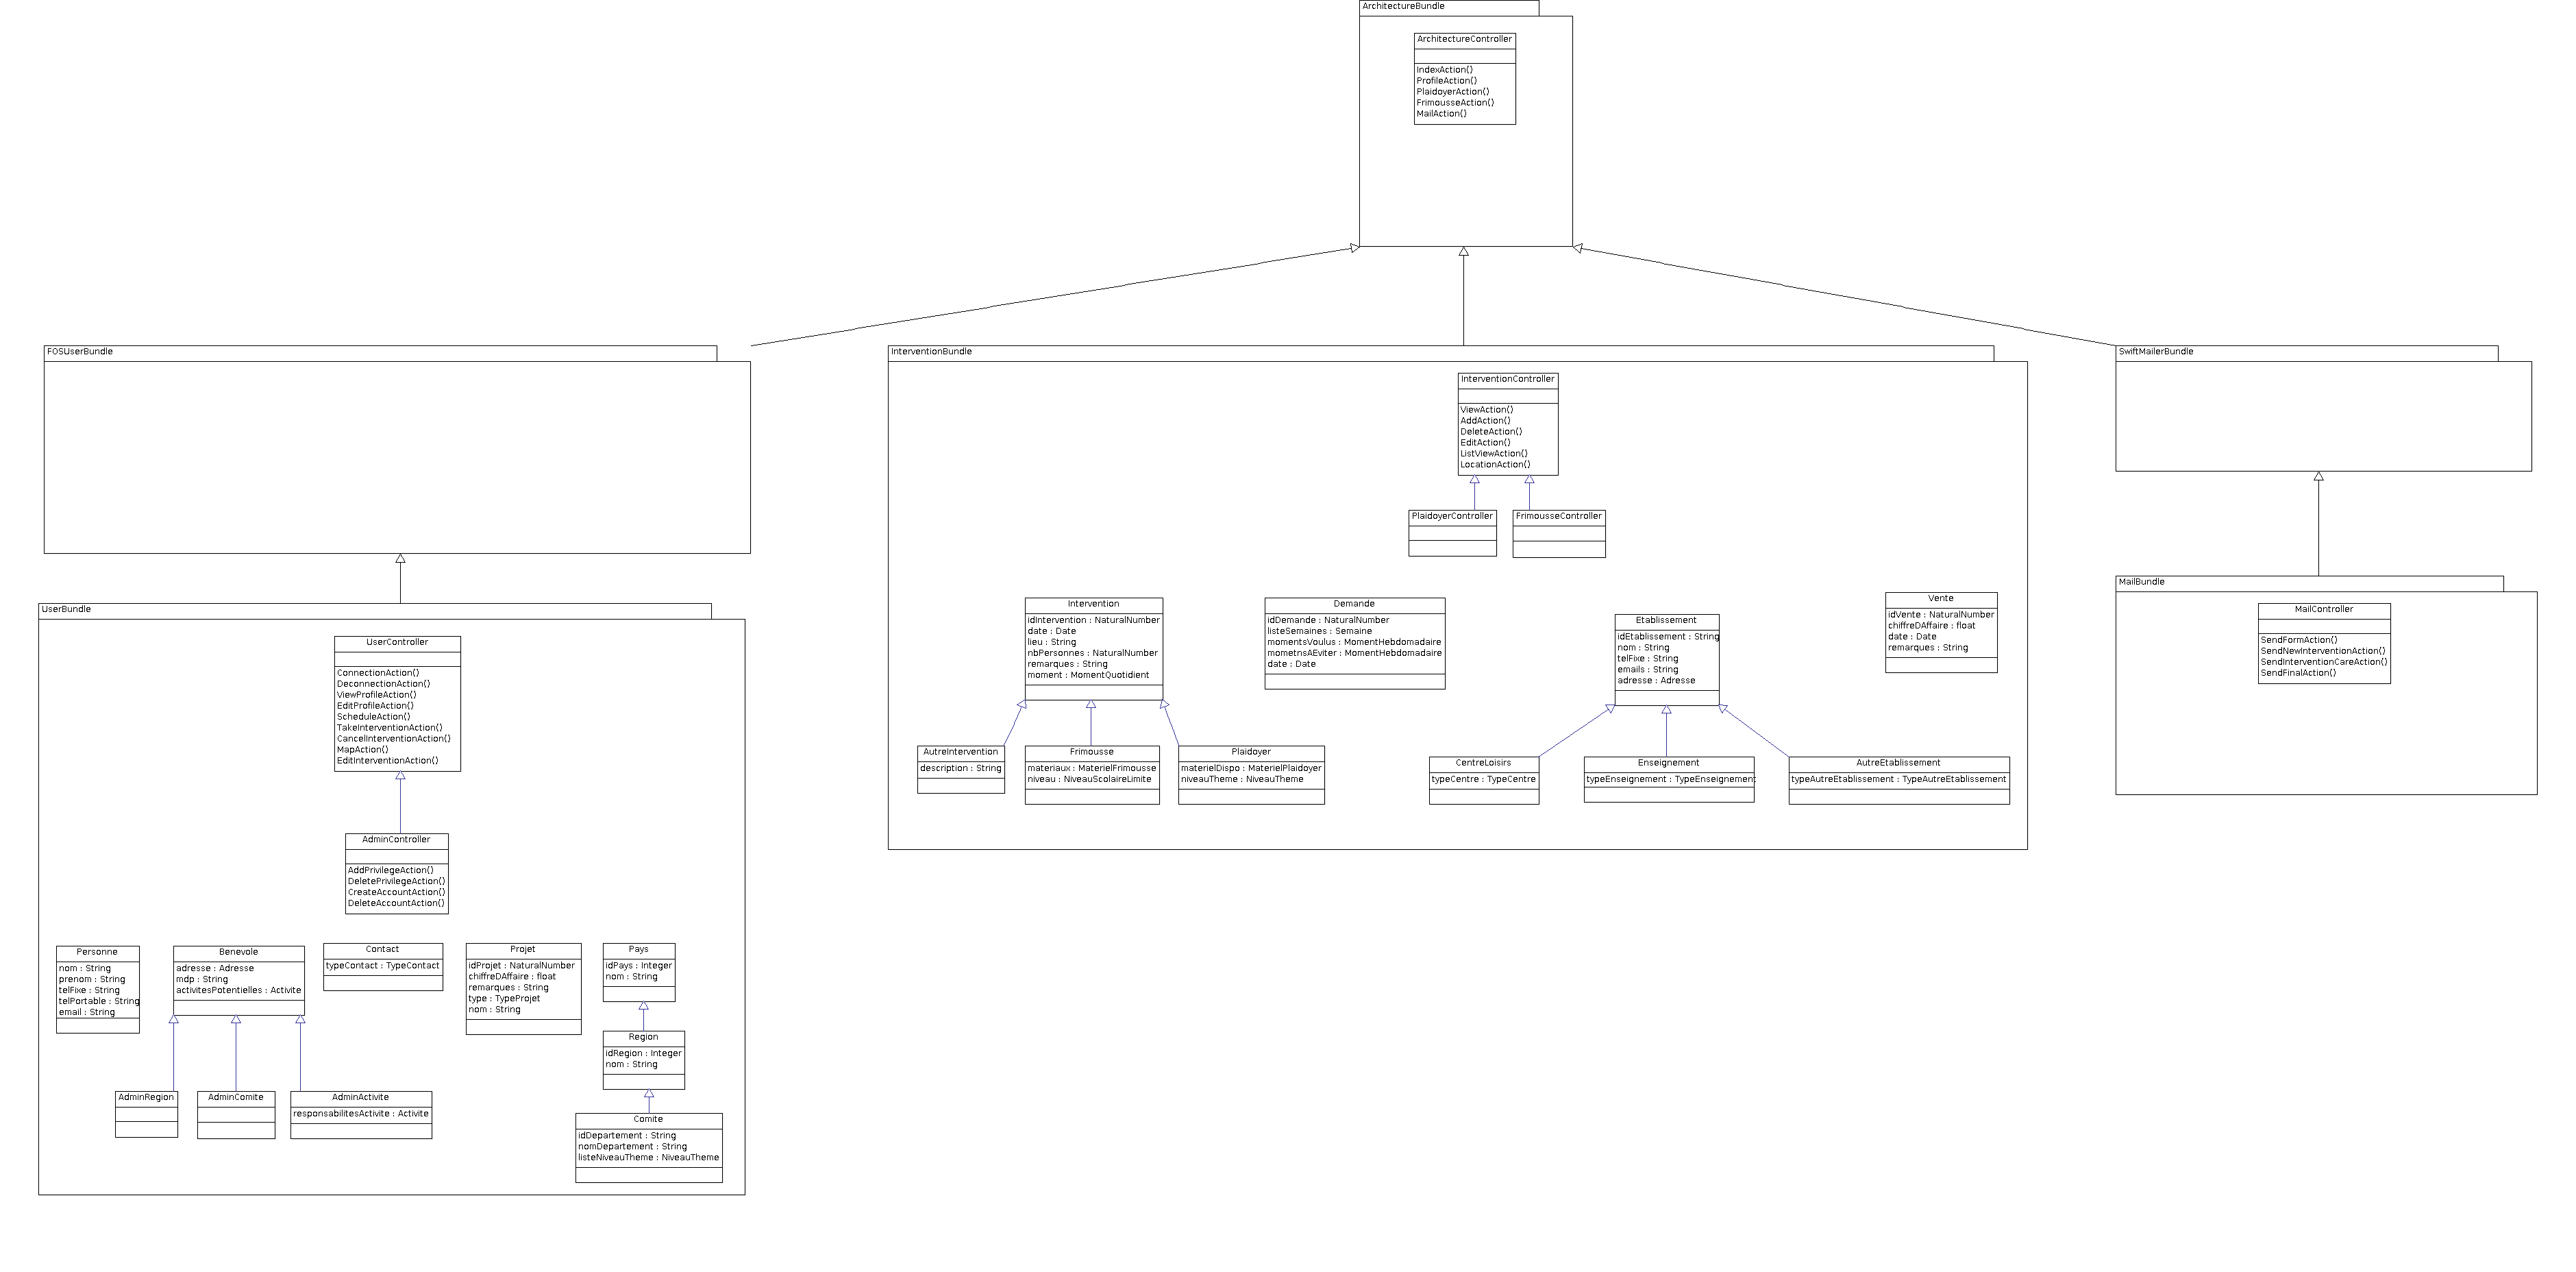 ArchitectureBundle
ArchitectureController
IndexAction()
ProfileAction()
PlaidoyerAction()
FrimousseAction()
MailAction()
FOSUserBundle
InterventionBundle
InterventionController
ViewAction()
AddAction()
DeleteAction()
EditAction()
ListViewAction()
LocationAction()
PlaidoyerController
FrimousseController
Intervention
idIntervention : NaturalNumber
date : Date
lieu : String
nbPersonnes : NaturalNumber
remarques : String
moment : MomentQuotidient
Demande
idDemande : NaturalNumber
listeSemaines : Semaine
momentsVoulus : MomentHebdomadaire
mometnsAEviter : MomentHebdomadaire
date : Date
Etablissement
idEtablissement : String
nom : String
telFixe : String
emails : String
adresse : Adresse
Vente
idVente : NaturalNumber
chiffreDAffaire : float
date : Date
remarques : String
AutreIntervention
description : String
Frimousse
materiaux : MaterielFrimousse
niveau : NiveauScolaireLimite
Plaidoyer
materielDispo : MaterielPlaidoyer
niveauTheme : NiveauTheme
CentreLoisirs
typeCentre : TypeCentre
Enseignement
typeEnseignement : TypeEnseignement
AutreEtablissement
typeAutreEtablissement : TypeAutreEtablissement
SwiftMailerBundle
MailBundle
MailController
SendFormAction()
SendNewInterventionAction()
SendInterventionCareAction()
SendFinalAction()
UserBundle
UserController
ConnectionAction()
DeconnectionAction()
ViewProfileAction()
EditProfileAction()
ScheduleAction()
TakeInterventionAction()
CancelInterventionAction()
MapAction()
EditInterventionAction()
AdminController
AddPrivilegeAction()
DeletePrivilegeAction()
CreateAccountAction()
DeleteAccountAction()
Personne
nom : String
prenom : String
telFixe : String
telPortable : String
email : String
Benevole
adresse : Adresse
mdp : String
activitesPotentielles : Activite
Contact
typeContact : TypeContact
Projet
idProjet : NaturalNumber
chiffreDAffaire : float
remarques : String
type : TypeProjet
nom : String
Pays
idPays : Integer
nom : String
Region
idRegion : Integer
nom : String
AdminRegion
AdminComite
AdminActivite
responsabilitesActivite : Activite
Comite
idDepartement : String
nomDepartement : String
listeNiveauTheme : NiveauTheme